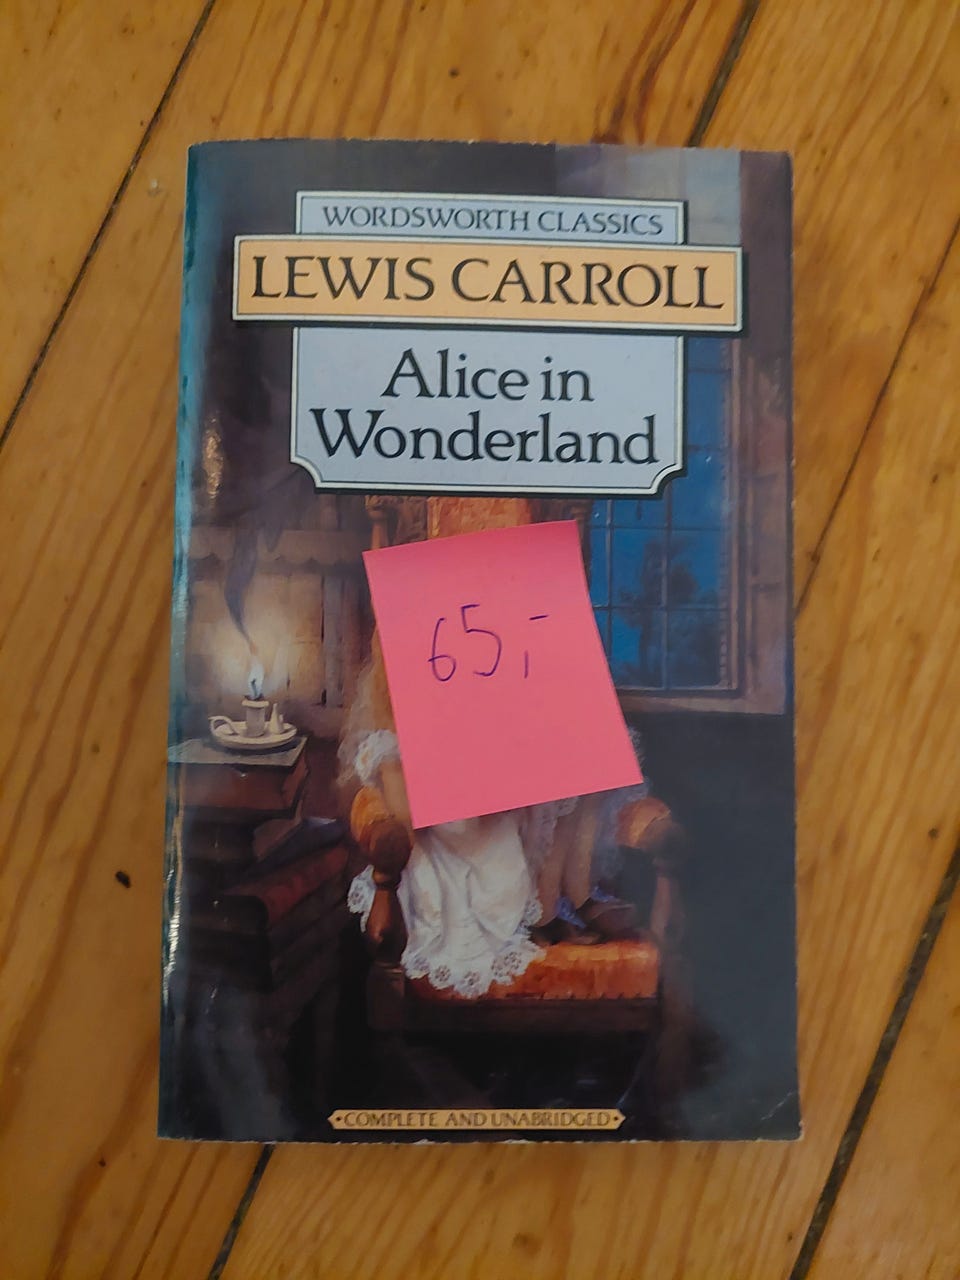 WORDSWORTH CLASSICS
LEWIS CARROLL
Alice in
Wonderland
65,-
•COMPLETE AND UNABRIDGED•